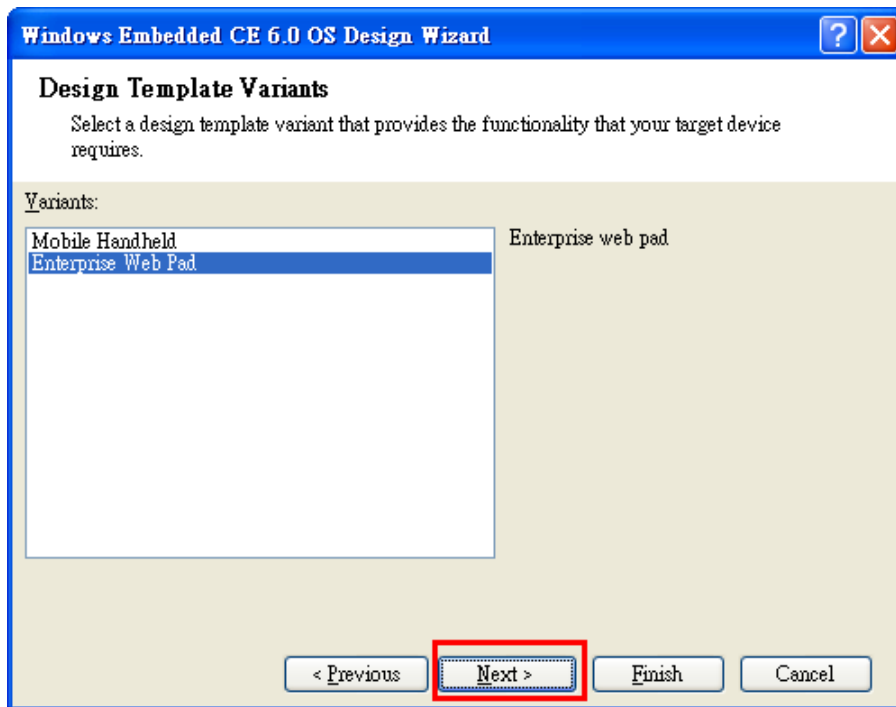 Windows Embedded CE 6.0 OS Design Wizard
?
Design Template Variants
Select a design template variant that provides the functionality that your target device
requires.
Variants:
Mobile Handheld
Enterprise Web Pad
Enterprise web pad
< Previous
Next >
Finish
Cancel